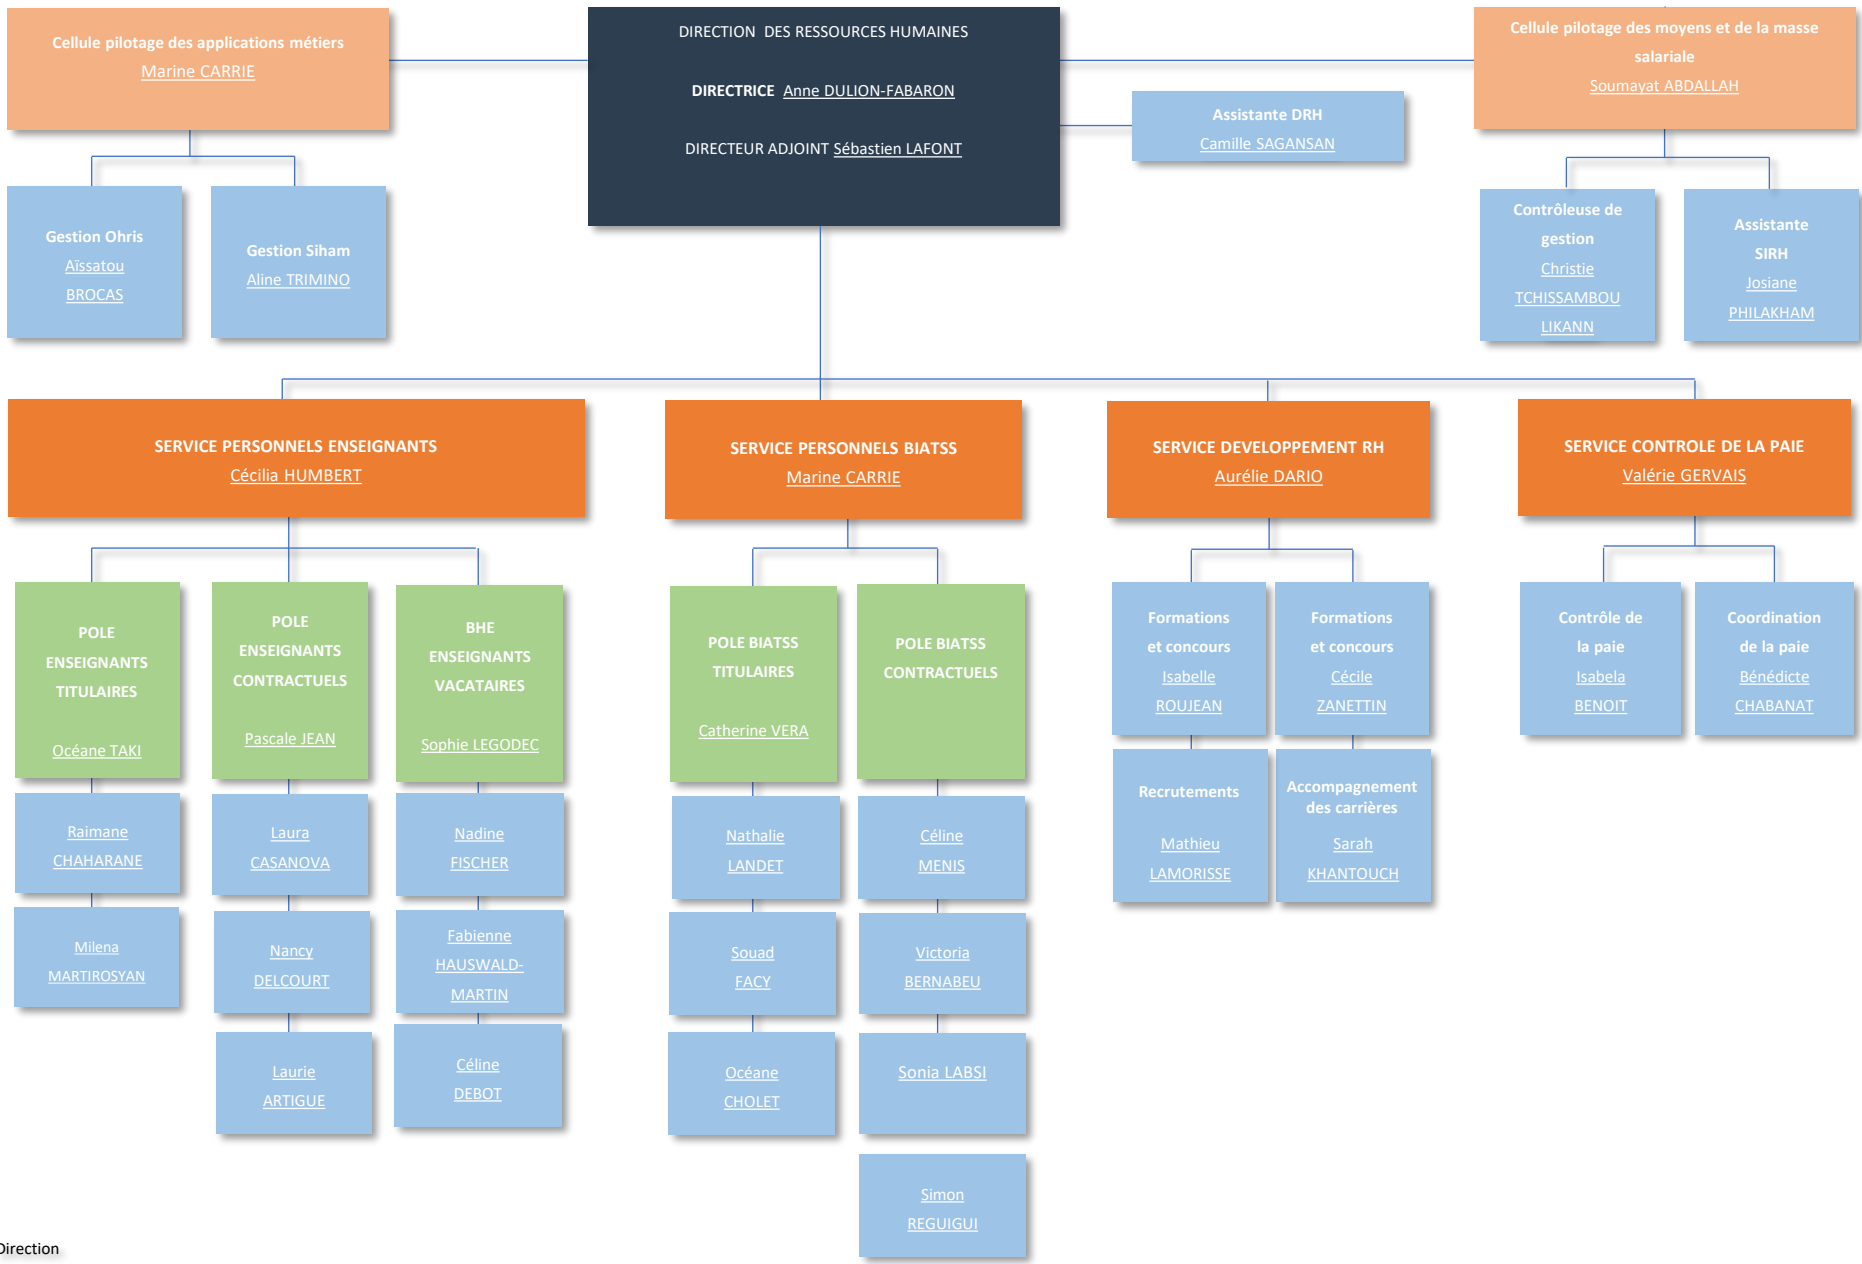 Cellule pilotage des applications métiers
Marine CARRIE
DIRECTION DES RESSOURCES HUMAINES
DIRECTRICE Anne DULION-FABARON
DIRECTEUR ADJOINT Sébastien LAFONT
Assistante DRH
Camille SAGANSAN
Cellule pilotage des moyens et de la masse
salariale
Soumayat ABDALLAH
Gestion Ohris
Aïssatou
BROCAS
Gestion Siham
Aline TRIMINO
Contrôleuse de
gestion
Christie
TCHISSAMBOU
LIKANN
Assistante
SIRH
Josiane
PHILAKHAM
SERVICE PERSONNELS ENSEIGNANTS
Cécilia HUMBERT
SERVICE PERSONNELS BIATSS
Marine CARRIE
SERVICE DEVELOPPEMENT RH
Aurélie DARIO
SERVICE CONTROLE DE LA PAIE
Valérie GERVAIS
POLE
ENSEIGNANTS
TITULAIRES
Océane TAKI
POLE
ENSEIGNANTS
CONTRACTUELS
Pascale JEAN
BHE
ENSEIGNANTS
VACATAIRES
Sophie LEGODEC
POLE BIATSS
TITULAIRES
Catherine VERA
POLE BIATSS
CONTRACTUELS
Formations
et concours
Isabelle
ROUJEAN
Formations
et concours
Cécile
ZANETTIN
Contrôle de
la paie
Isabela
BENOIT
Coordination
de la paie
Bénédicte
CHABANAT
Raimane
CHAHARANE
Laura
CASANOVA
Nadine
FISCHER
Nathalie
LANDET
Céline
MENIS
Recrutements
Mathieu
LAMORISSE
Accompagnement
des carrières
Sarah
KHANTOUCH
Milena
MARTIROSYAN
Nancy
DELCOURT
Fabienne
HAUSWALD-
MARTIN
Souad
FACY
Victoria
BERNABEU
Laurie
ARTIGUE
Céline
DEBOT
Océane
CHOLET
Sonia LABSI
Simon
REGUIGUI
Direction